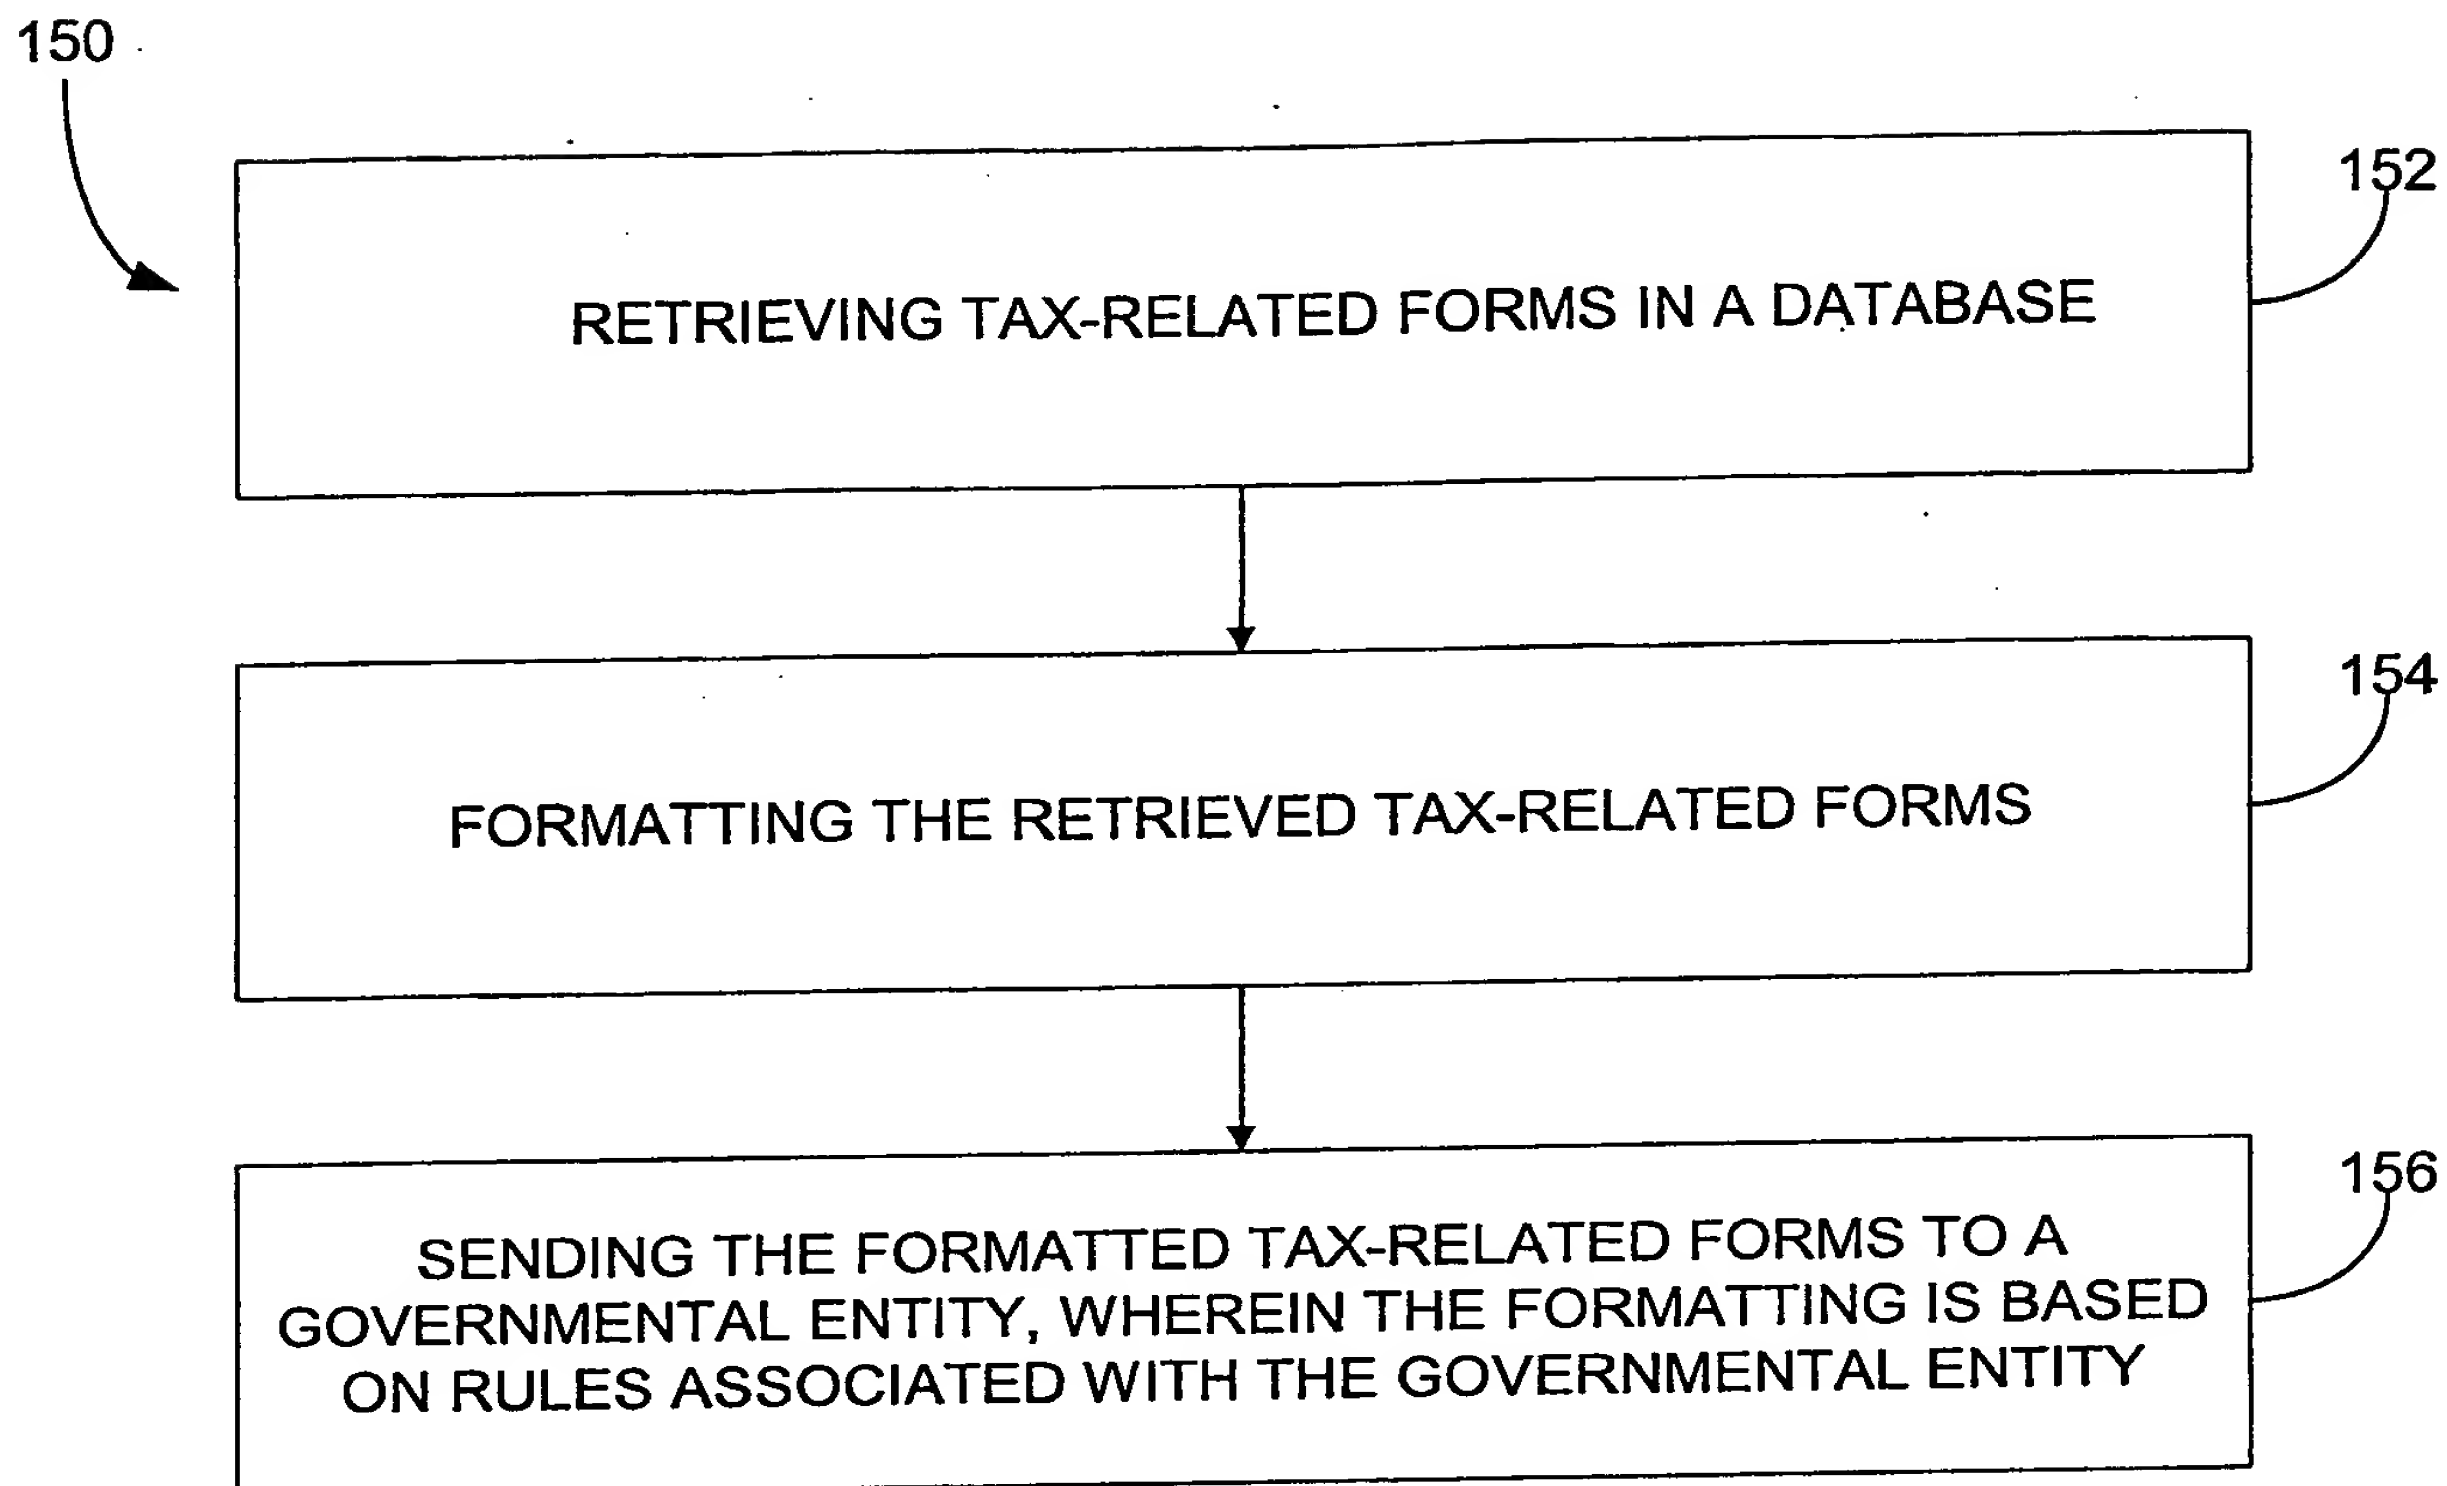 150
152
RETRIEVING TAX-RELATED FORMS IN A DATABASE
154
FORMATTING THE RETRIEVED TAX-RELATED FORMS
156
SENDING THE FORMATTED TAX-RELATED FORMS TO A
GOVERNMENTAL ENTITY, WHEREIN THE FORMATTING IS BASED
ON RULES ASSOCIATED WITH THE GOVERNMENTAL ENTITY